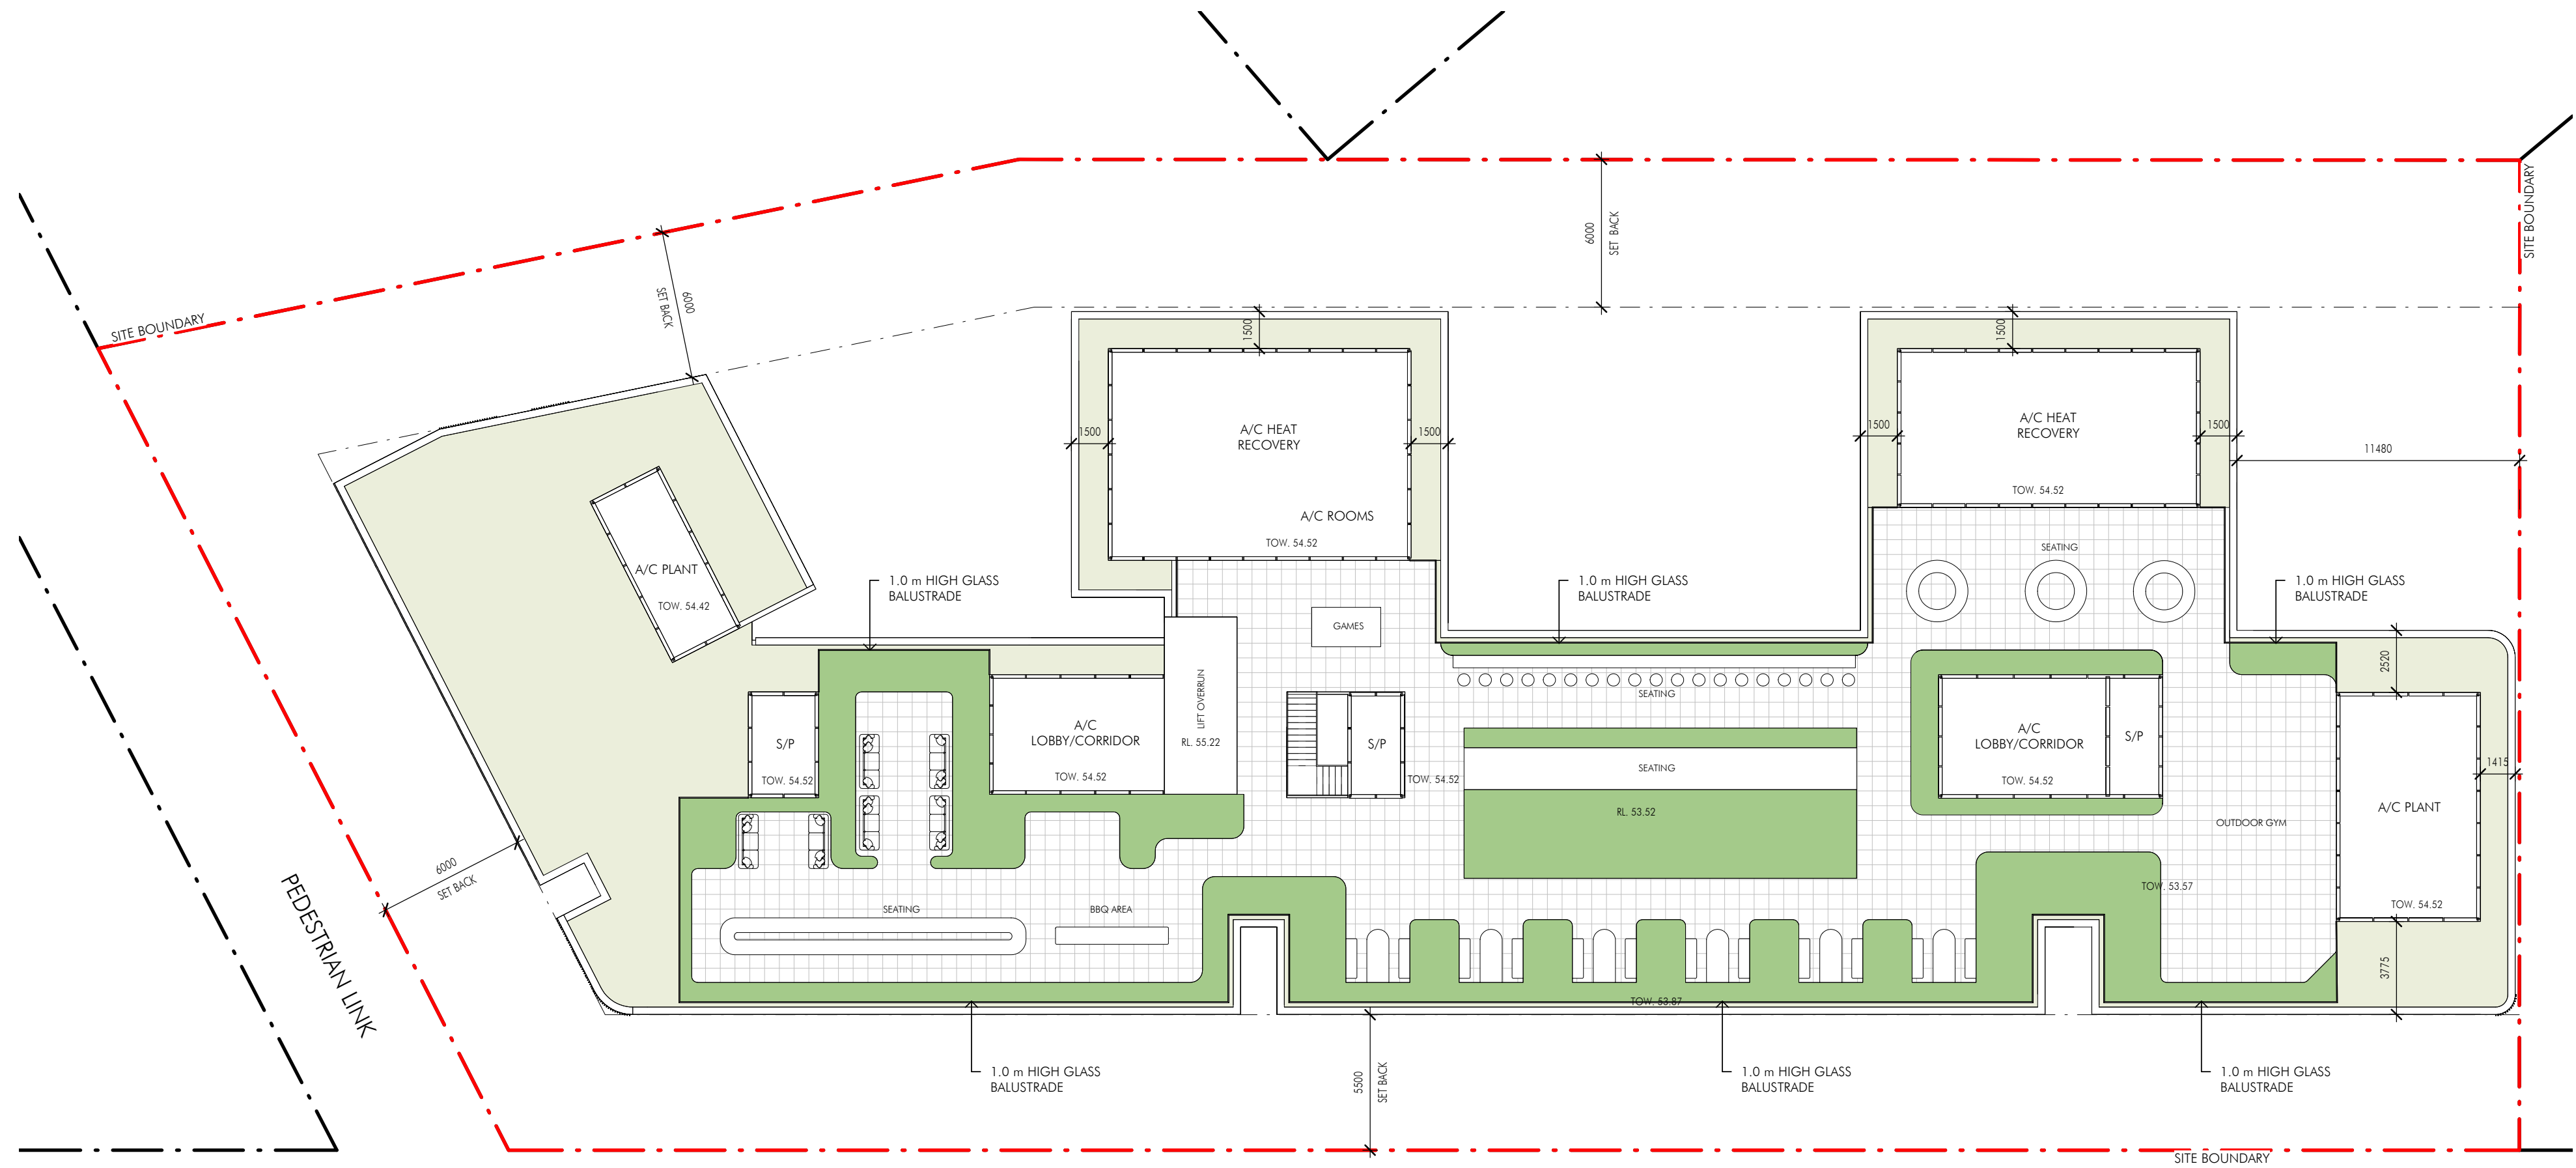 SITE BOUNDARY
6000
SET BACK
SITE BOUNDARY
6000
SET BACK
1500
1500
1500
1500
A/C HEAT
RECOVERY
A/C ROOMS
TOW. 54.52
1500
1500
A/C HEAT
RECOVERY
TOW. 54.52
11480
A/C PLANT
TOW. 54.42
1.0 m HIGH GLASS
BALUSTRADE
1.0 m HIGH GLASS
BALUSTRADE
SEATING
1.0 m HIGH GLASS
BALUSTRADE
GAMES
2520
LIFT OVERRUN
RL. 55.22
SEATING
S/P
TOW. 54.52
A/C
LOBBY/CORRIDOR
TOW. 54.52
S/P
TOW. 54.52
SEATING
RL. 53.52
A/C
LOBBY/CORRIDOR
TOW. 54.52
S/P
1415
A/C PLANT
OUTDOOR GYM
TOW. 53.57
TOW. 54.52
6000
SET BACK
PEDESTRIAN LINK
SEATING
BBQ AREA
3775
TOW. 53.87
1.0 m HIGH GLASS
BALUSTRADE
5500
SET BACK
1.0 m HIGH GLASS
BALUSTRADE
1.0 m HIGH GLASS
BALUSTRADE
SITE BOUNDARY